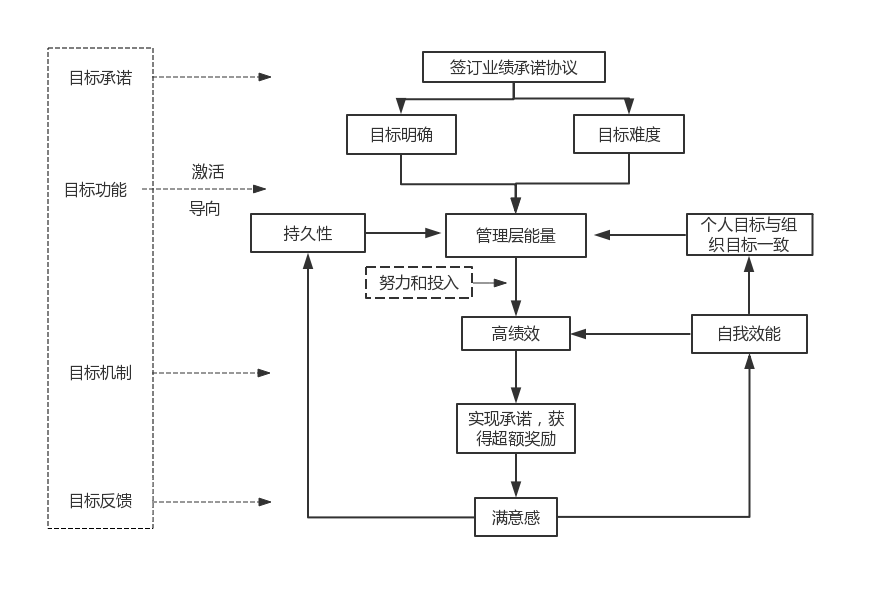 签订业绩承诺协议
目标承诺
目标明确
目标难度
激活
目标功能
导向
个人目标与组
织目标一致
持久性
管理层能量
努力和投入
高绩效
自我效能
目标机制
实现承诺，获
得超额奖励
目标反馈
满意感